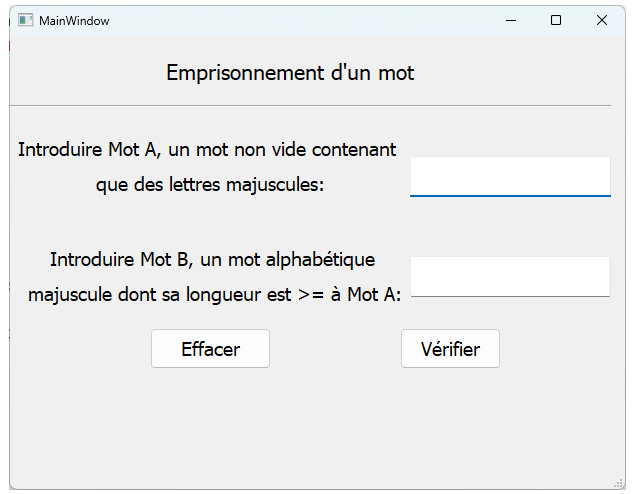 MainWindow
Emprisonnement d'un mot
Introduire Mot A, un mot non vide contenant
que des lettres majuscules:
Introduire Mot B, un mot alphabétique
majuscule dont sa longueur est >= à Mot A:
Effacer
Vérifier